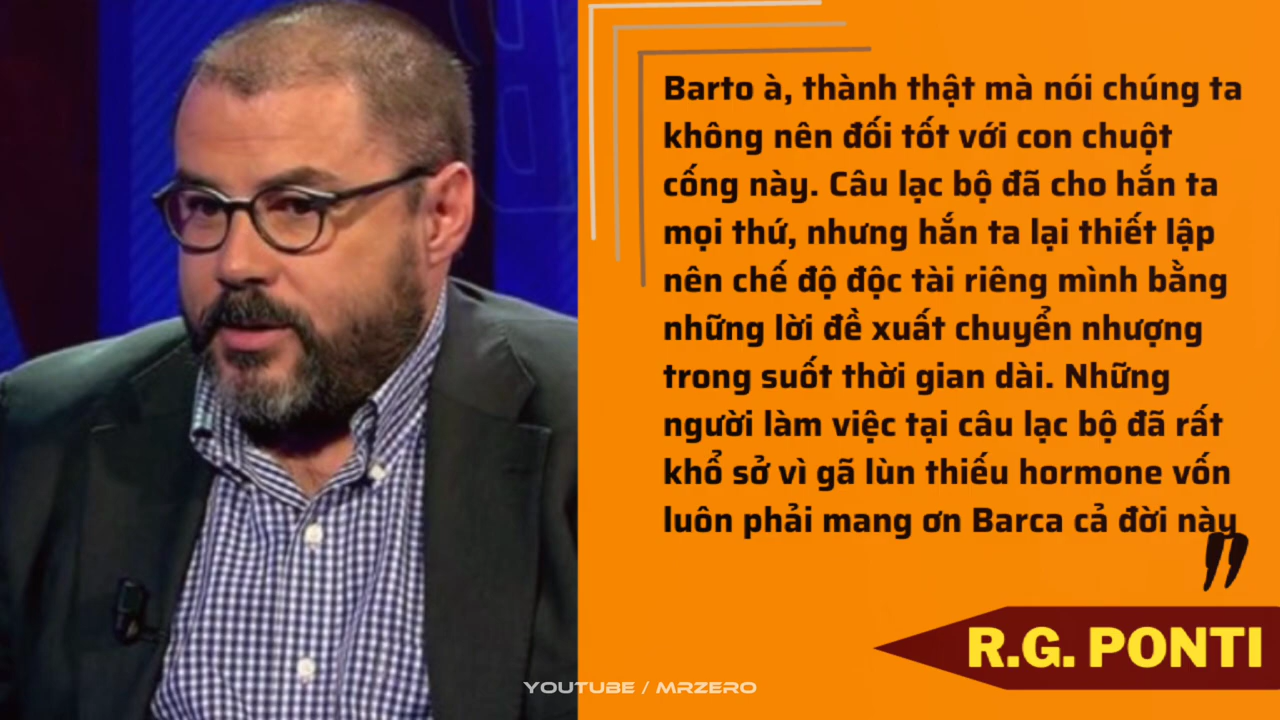 Barto à, thành thật mà nói chúng ta
không nên đối tốt với con chuột
cống này. Câu lạc bộ đã cho hắn ta
mọi thứ, nhưng hắn ta lại thiết lập
nên chế độ độc tài riêng mình bằng
những lời đề xuất chuyển nhượng
trong suốt thời gian dài. Những
người làm việc tại câu lạc bộ đã rất
khổ sở vì gã lùn thiếu hormone vốn
luôn phải mang ơn Barca cả đời này
"
R.G. PONTI
YOUTUBE / MRZERO